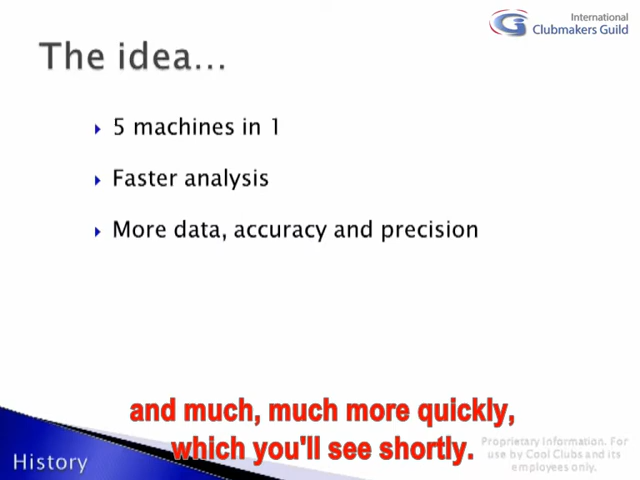 International
Clubmakers Guild
The idea...
5 machines in 1
Faster analysis
More data, accuracy and precision
and much, much more quickly,
which you'll see shortly.
Proprietary Information. For
use by Cool Clubs and its
employees only.
History